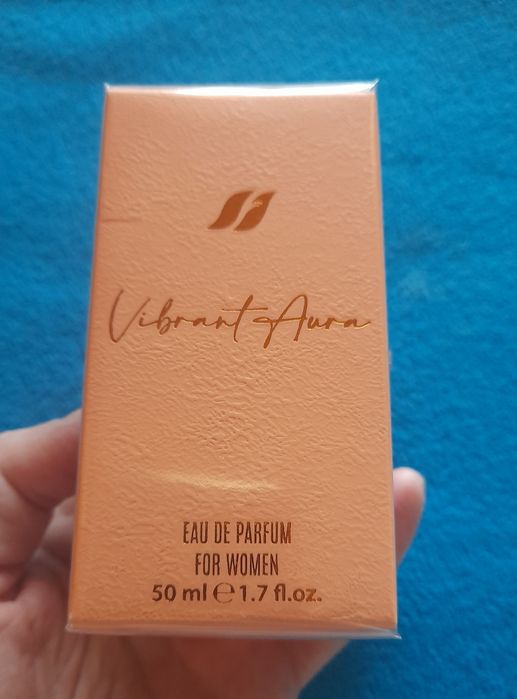 Vibrant Aura
EAU DE PARFUM
FOR WOMEN
50 ml ℮ 1.7 fl.oz.